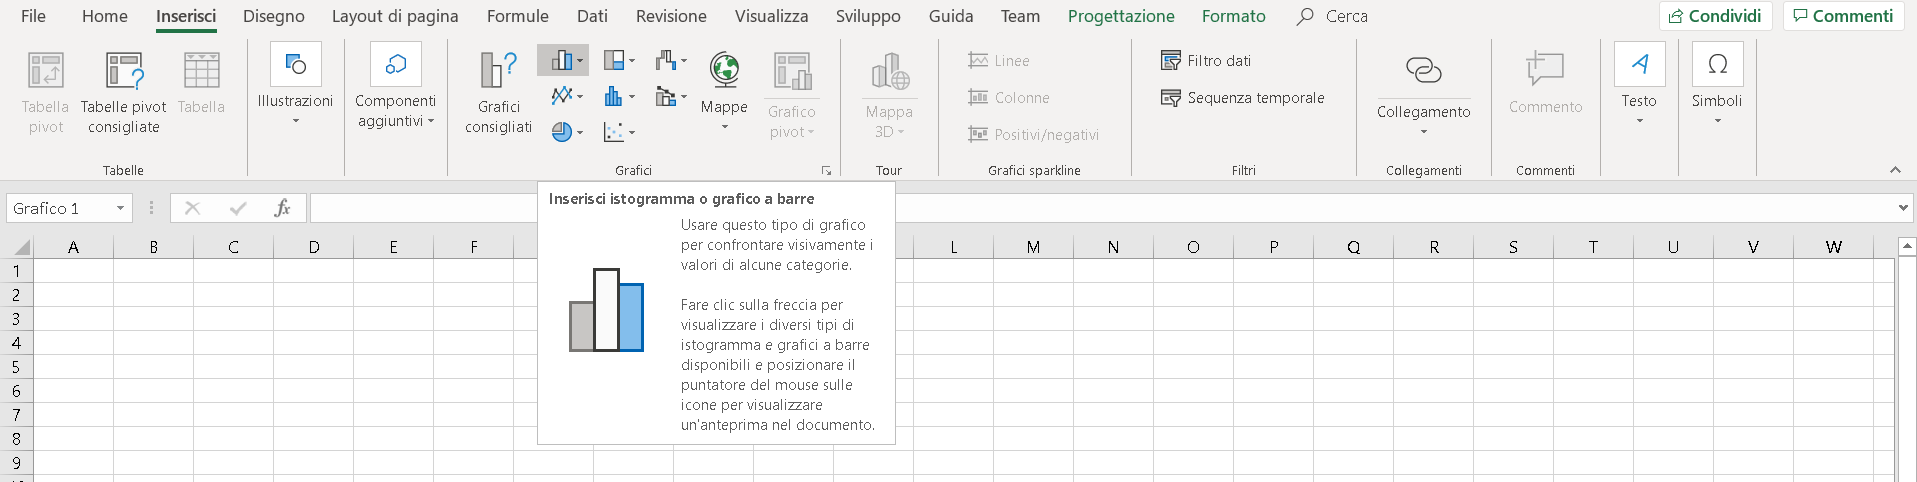 File Home Inserisci Disegno Layout di pagina Formule Dati Revisione Visualizza Sviluppo Guida Team Progettazione Formato Cerca Condividi Commenti
Tabella pivot
Tabelle pivot consigliate
Tabella
Illustrazioni
Componenti aggiuntivi
Grafici consigliati
Mappe
Grafico pivot
Mappa 3D
Linee
Colonne
Positivi/negativi
Filtro dati
Sequenza temporale
Collegamento
Commento
Testo
Simboli
Tabelle Grafici Tour Grafici sparkline Filtri Collegamenti Commenti
Grafico 1 fx
Inserisci istogramma o grafico a barre
Usare questo tipo di grafico
per confrontare visivamente i
valori di alcune categorie.
Fare clic sulla freccia per
visualizzare i diversi tipi di
istogramma e grafici a barre
disponibili e posizionare il
puntatore del mouse sulle
icone per visualizzare
un'anteprima nel documento.
A B C D E F L M N O P Q R S T U V W
1
2
3
4
5
6
7
8
9